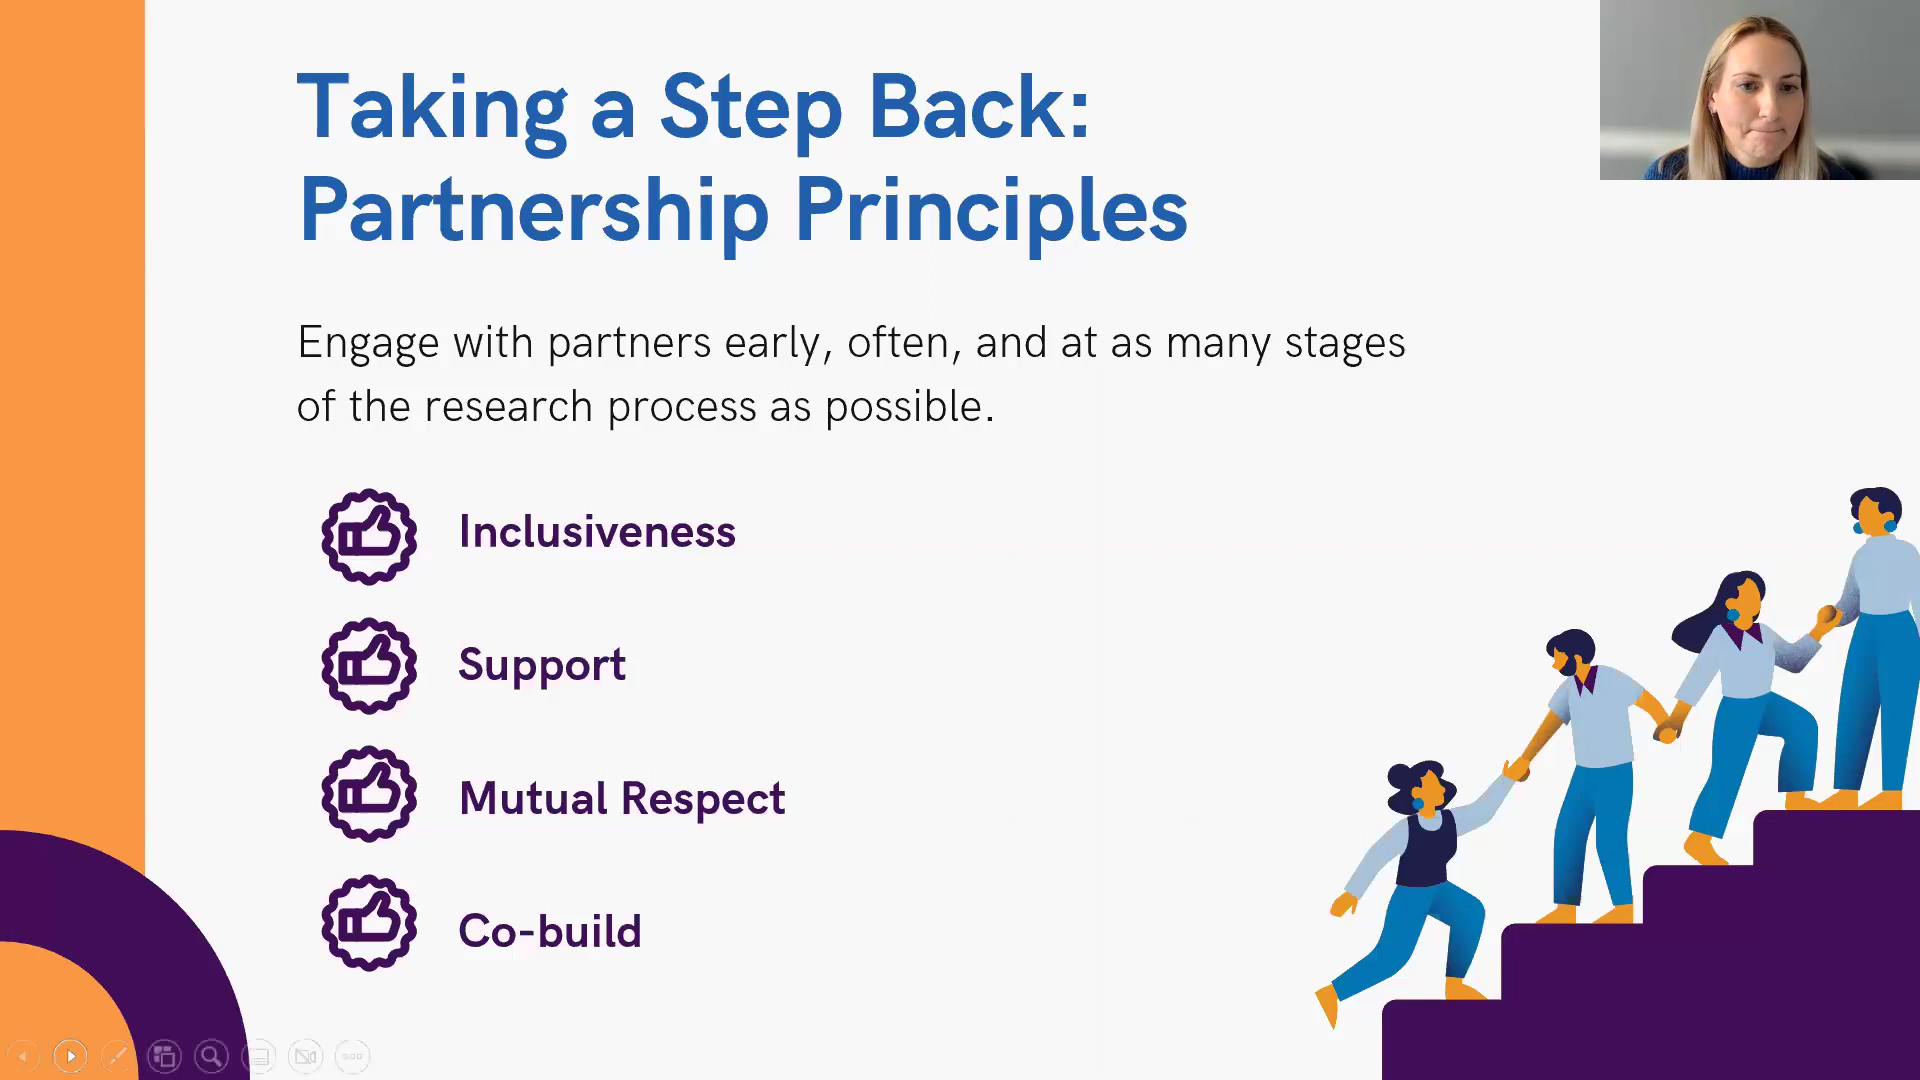 Taking a Step Back:
Partnership Principles
Engage with partners early, often, and at as many stages
of the research process as possible.
Inclusiveness
Support
Mutual Respect
Co-build